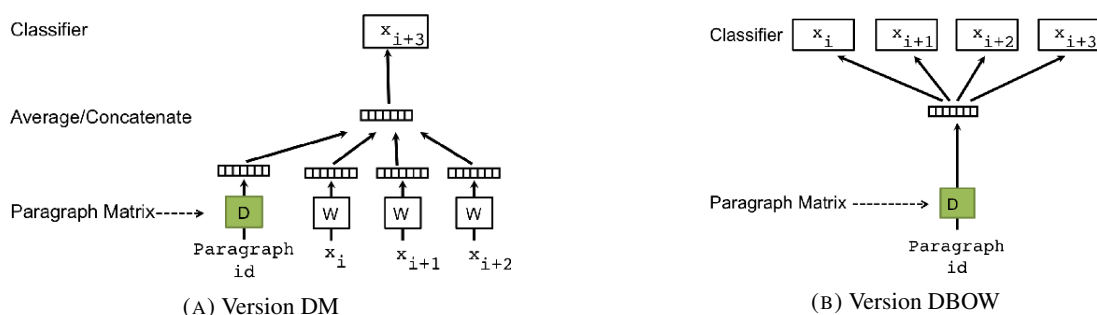 Classifier
x_{i+3}
Average/Concatenate
Paragraph Matrix
D
W
W
W
Paragraph
id
x_i
x_{i+1}
x_{i+2}
(A) Version DM
Classifier
x_i
x_{i+1}
x_{i+2}
x_{i+3}
Paragraph Matrix
D
Paragraph
id
(B) Version DBOW